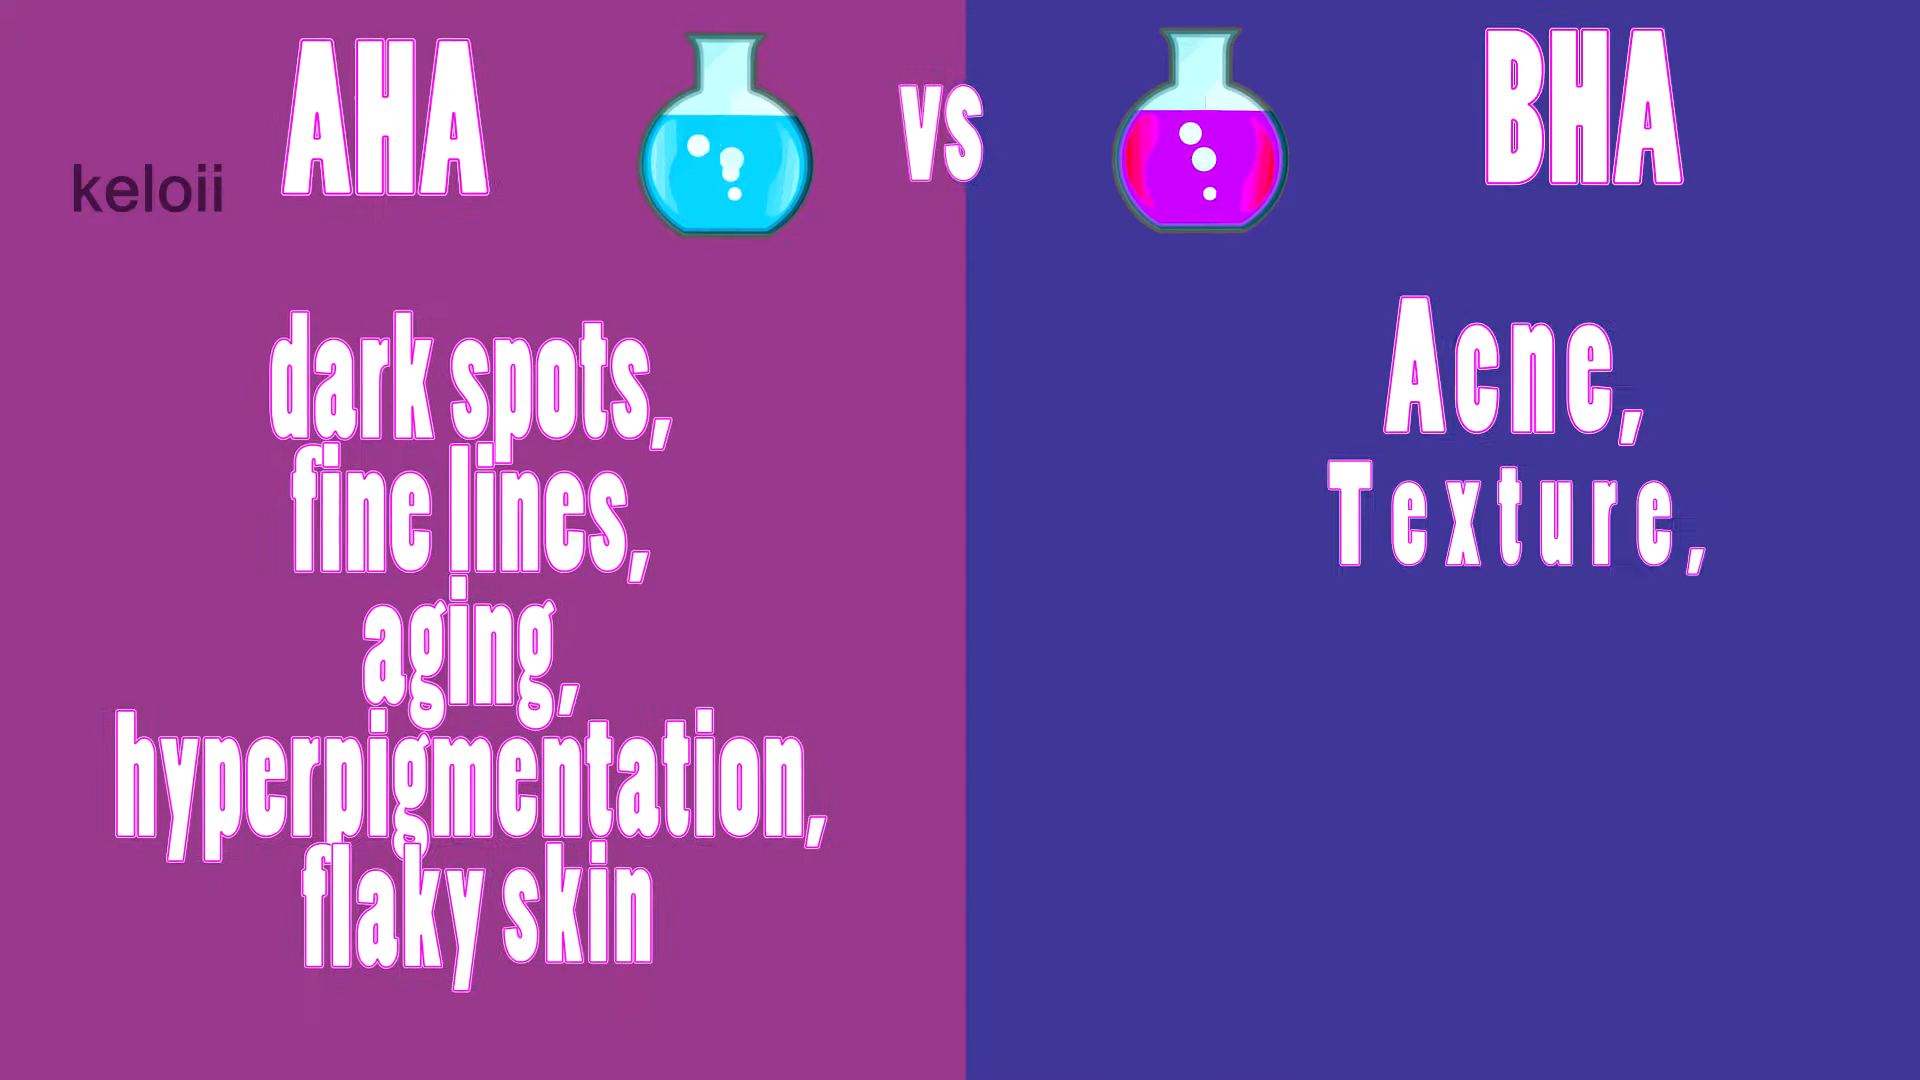 AHA vs BHA
keloii
dark spots,
fine lines,
aging,
hyperpigmentation,
flaky skin
Acne,
Texture,